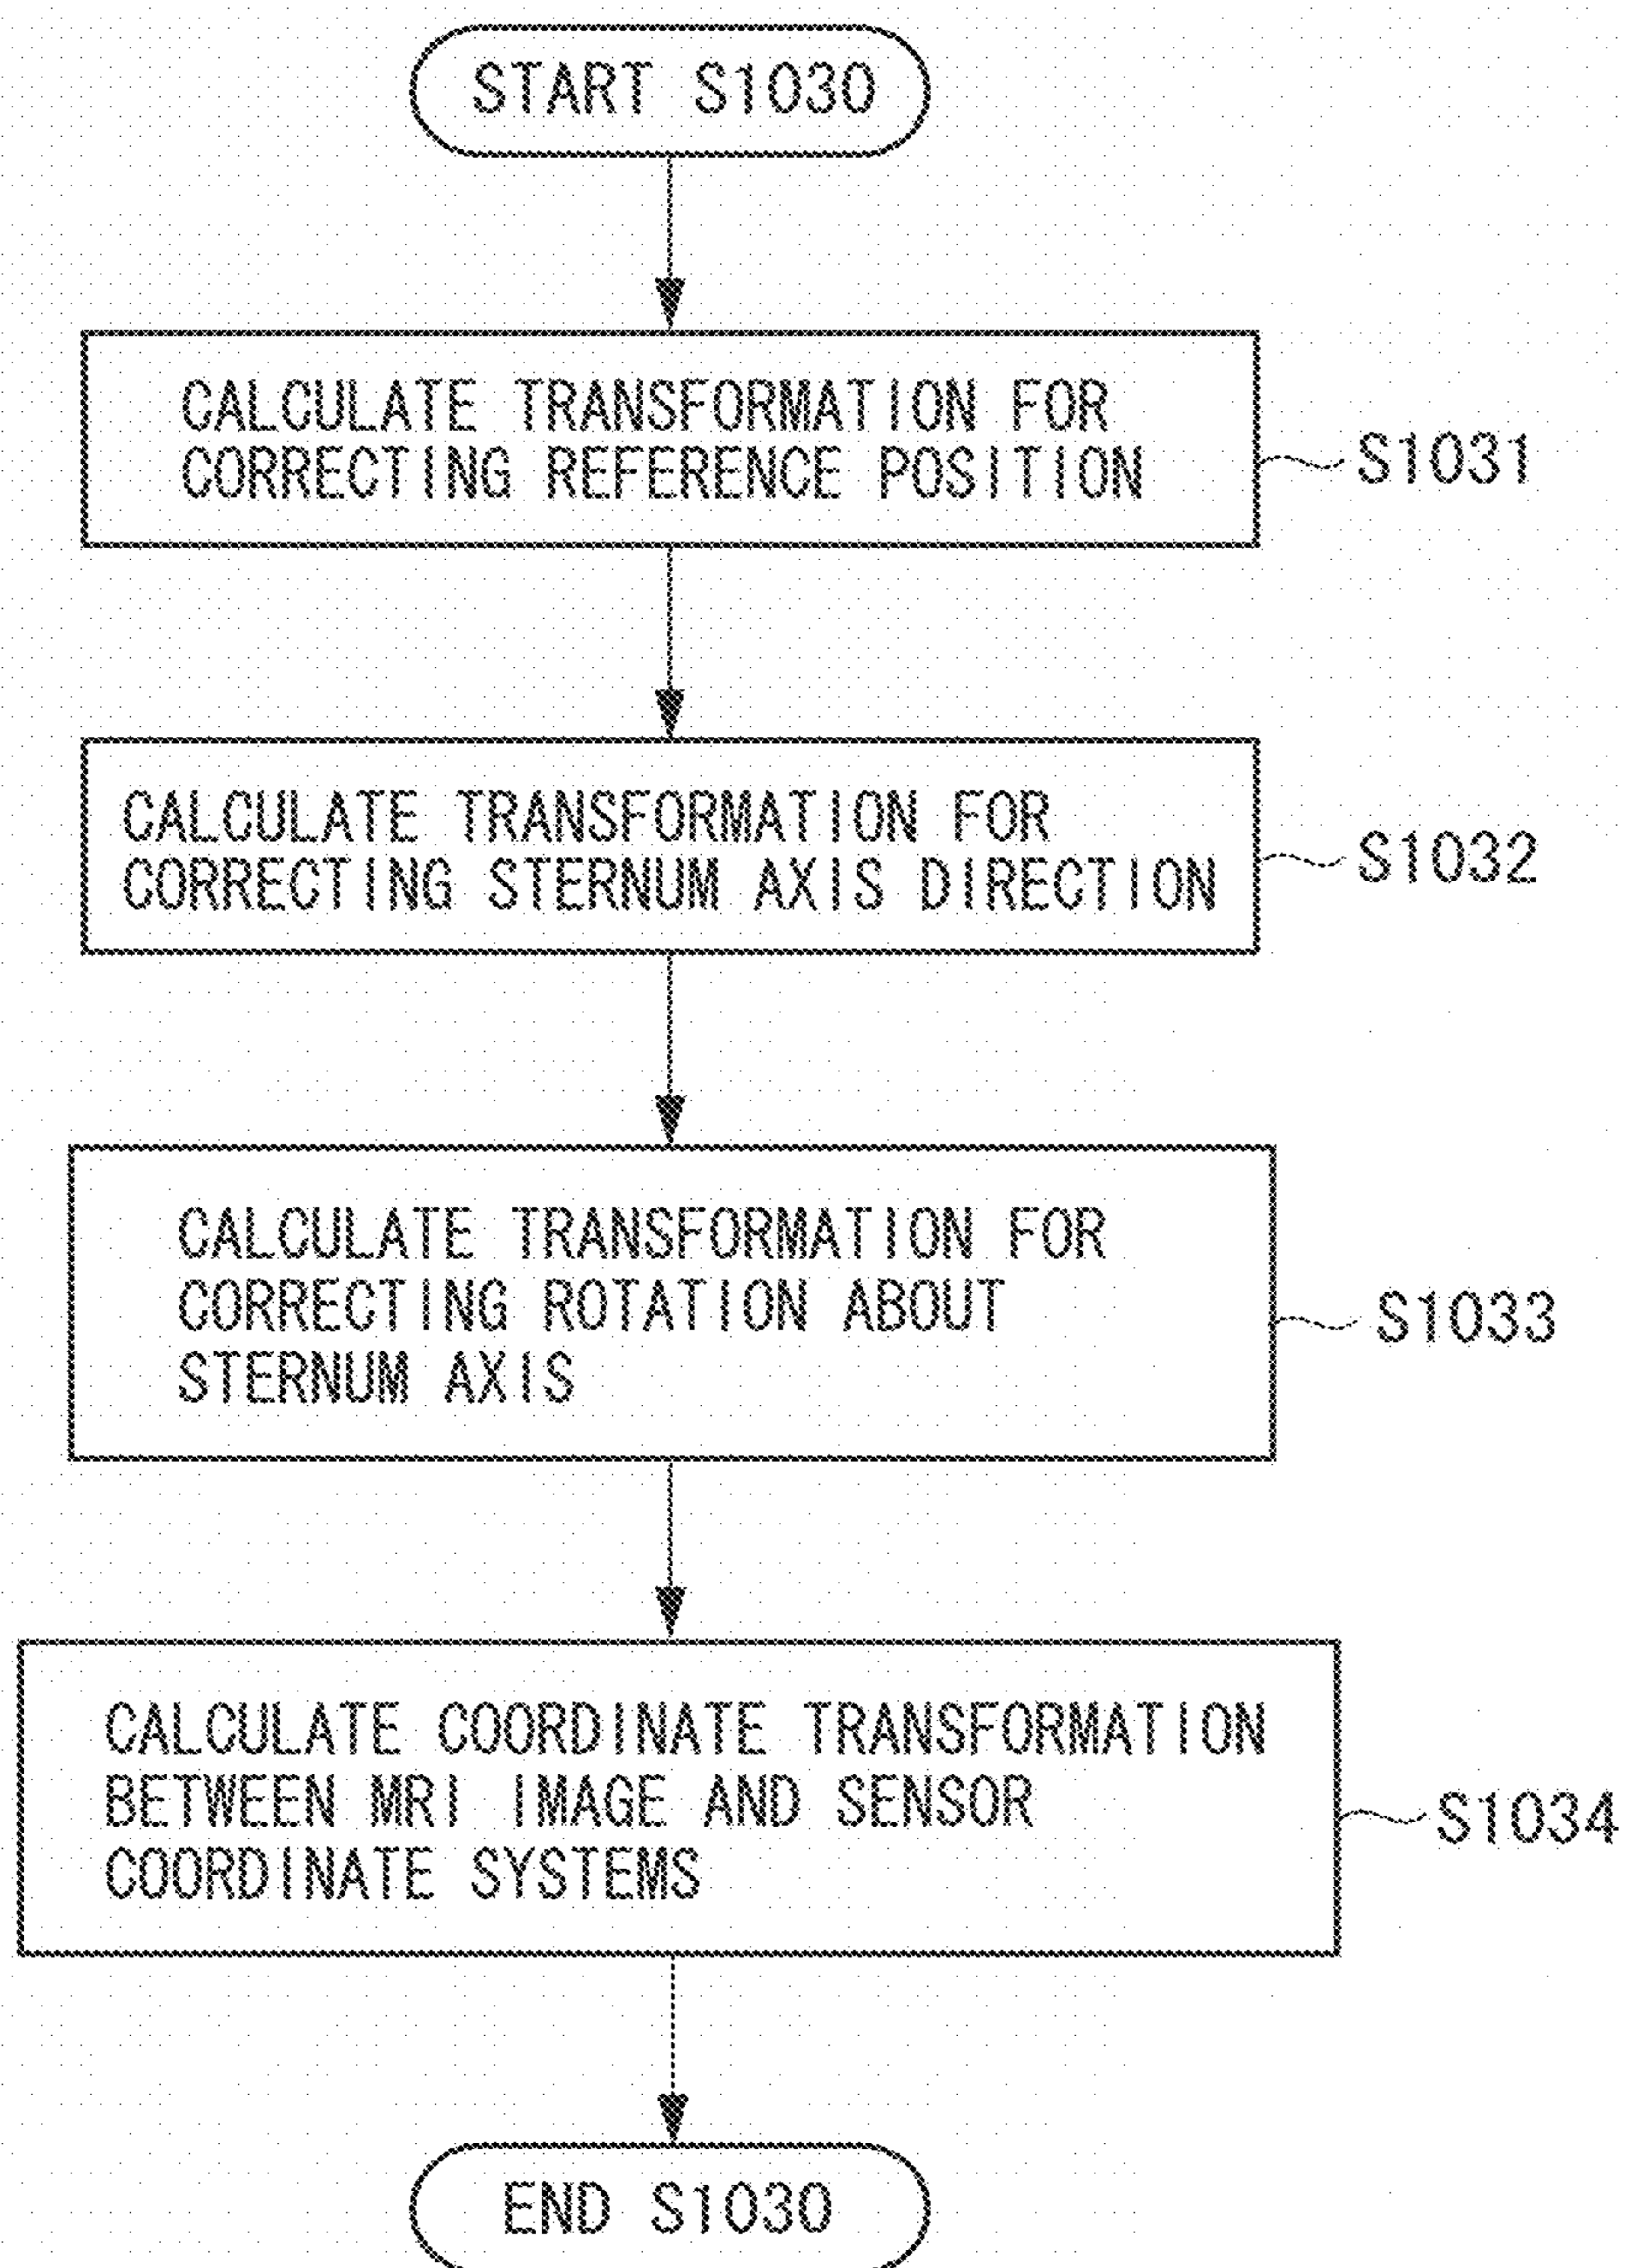 START S1030
CALCULATE TRANSFORMATION FOR
CORRECTING REFERENCE POSITION
S1031
CALCULATE TRANSFORMATION FOR
CORRECTING STERNUM AXIS DIRECTION
S1032
CALCULATE TRANSFORMATION FOR
CORRECTING ROTATION ABOUT
STERNUM AXIS
S1033
CALCULATE COORDINATE TRANSFORMATION
BETWEEN MRI IMAGE AND SENSOR
COORDINATE SYSTEMS
S1034
END S1030